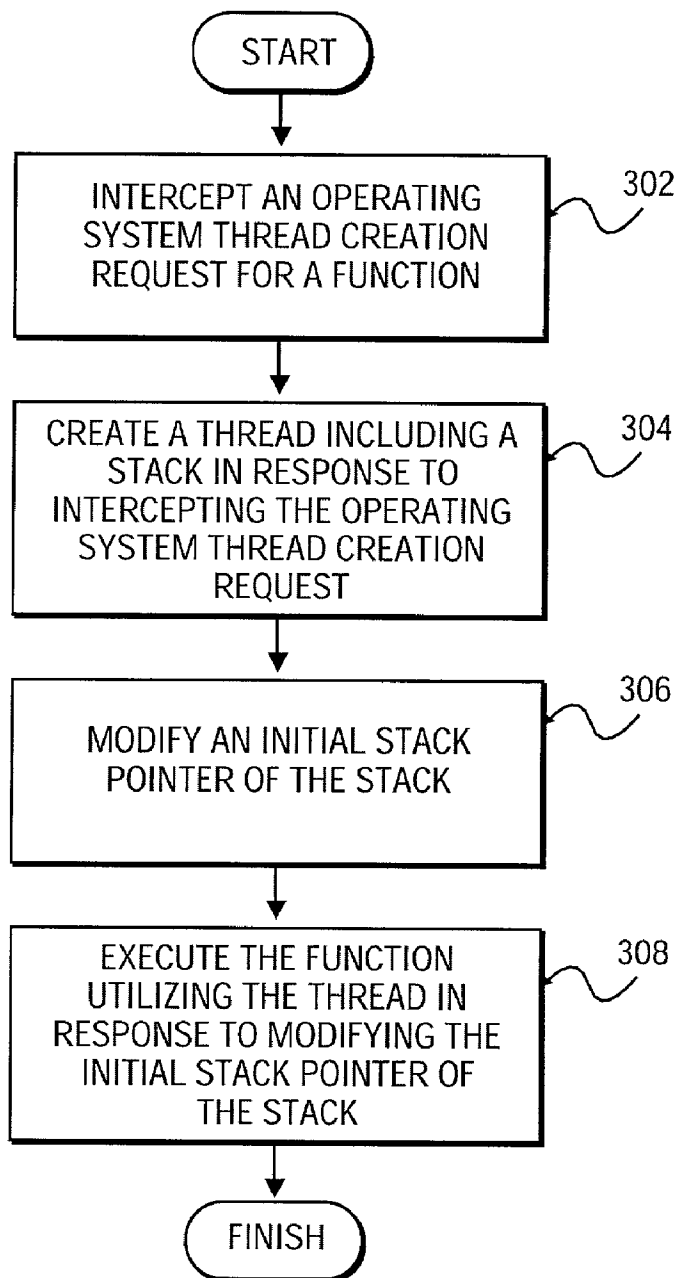 START
INTERCEPT AN OPERATING
SYSTEM THREAD CREATION
REQUEST FOR A FUNCTION
302
CREATE A THREAD INCLUDING A
STACK IN RESPONSE TO
INTERCEPTING THE OPERATING
SYSTEM THREAD CREATION
REQUEST
304
MODIFY AN INITIAL STACK
POINTER OF THE STACK
306
EXECUTE THE FUNCTION
UTILIZING THE THREAD IN
RESPONSE TO MODIFYING THE
INITIAL STACK POINTER OF
THE STACK
308
FINISH